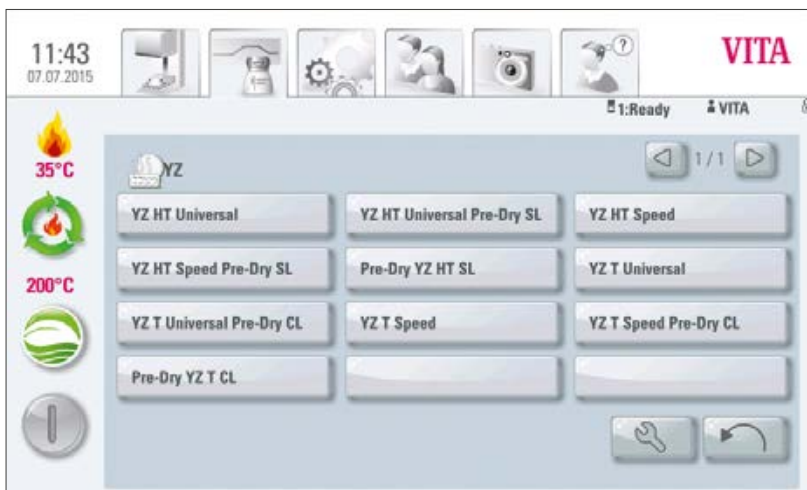 11:43
07.07.2015
VITA
1:Ready VITA
35°C
200°C
YZ
1/1
YZ HT Universal
YZ HT Universal Pre-Dry SL
YZ HT Speed
YZ HT Speed Pre-Dry SL
Pre-Dry YZ HT SL
YZ T Universal
YZ T Universal Pre-Dry CL
YZ T Speed
YZ T Speed Pre-Dry CL
Pre-Dry YZ T CL